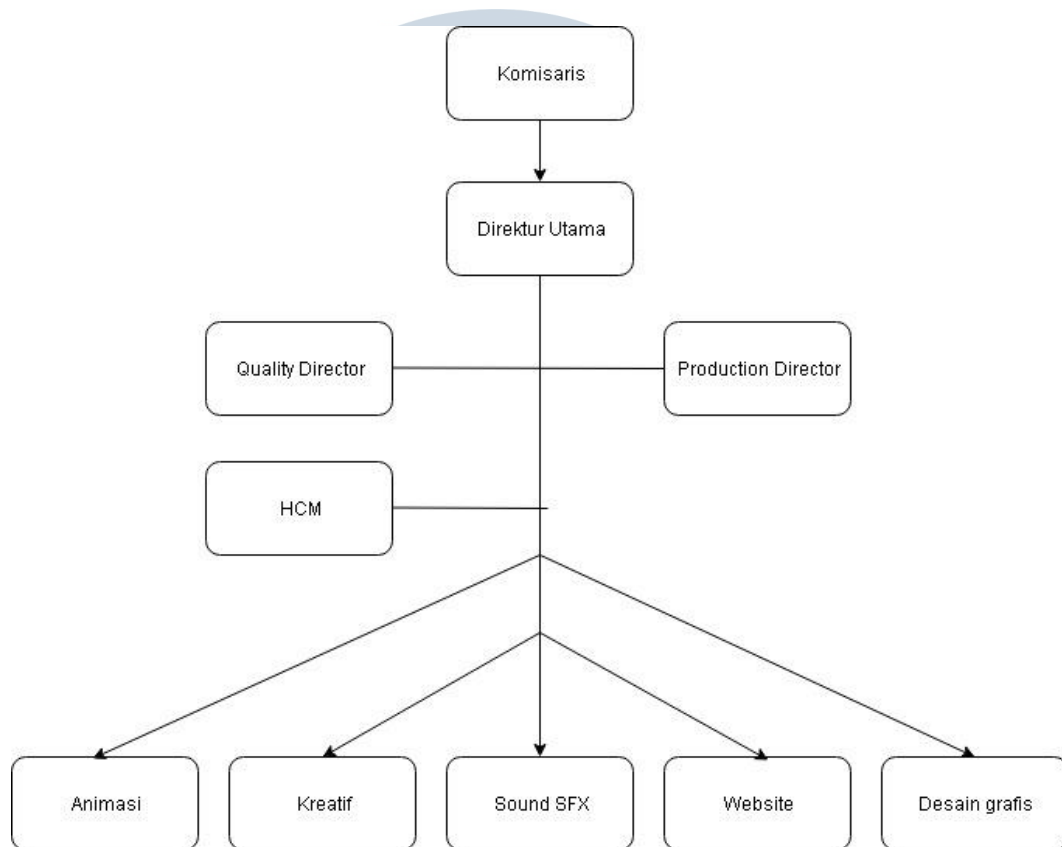 Komisaris
Direktur Utama
Quality Director
Production Director
HCM
Animasi
Kreatif
Sound SFX
Website
Desain grafis